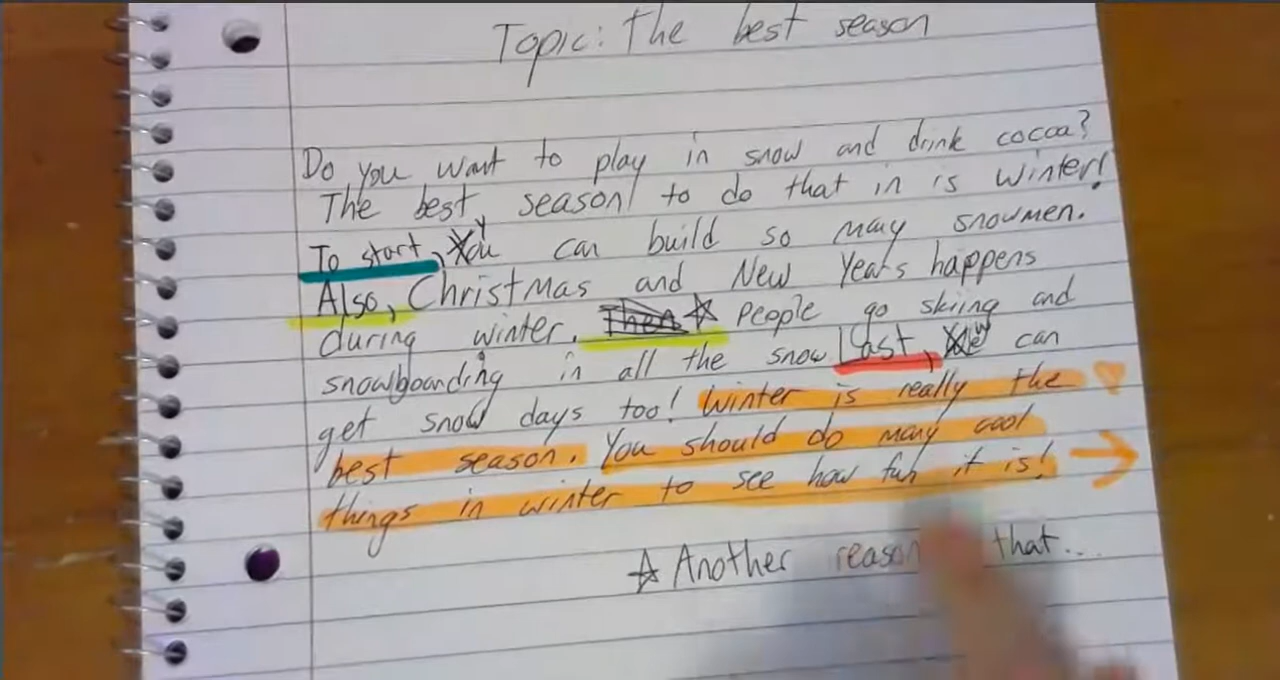 Topic: The best season
Do you want to play in snow and drink cocoa?
The best season to do that in is winter!
To start, You can build so many snowmen.
Also, Christmas and New Years happens
during winter. Then ☆ People go skiing and
snowboarding in all the snow Last, We can
get snow days too! Winter is really the
best season. You should do many cool
things in winter to see how fun it is!
☆ Another reason that...